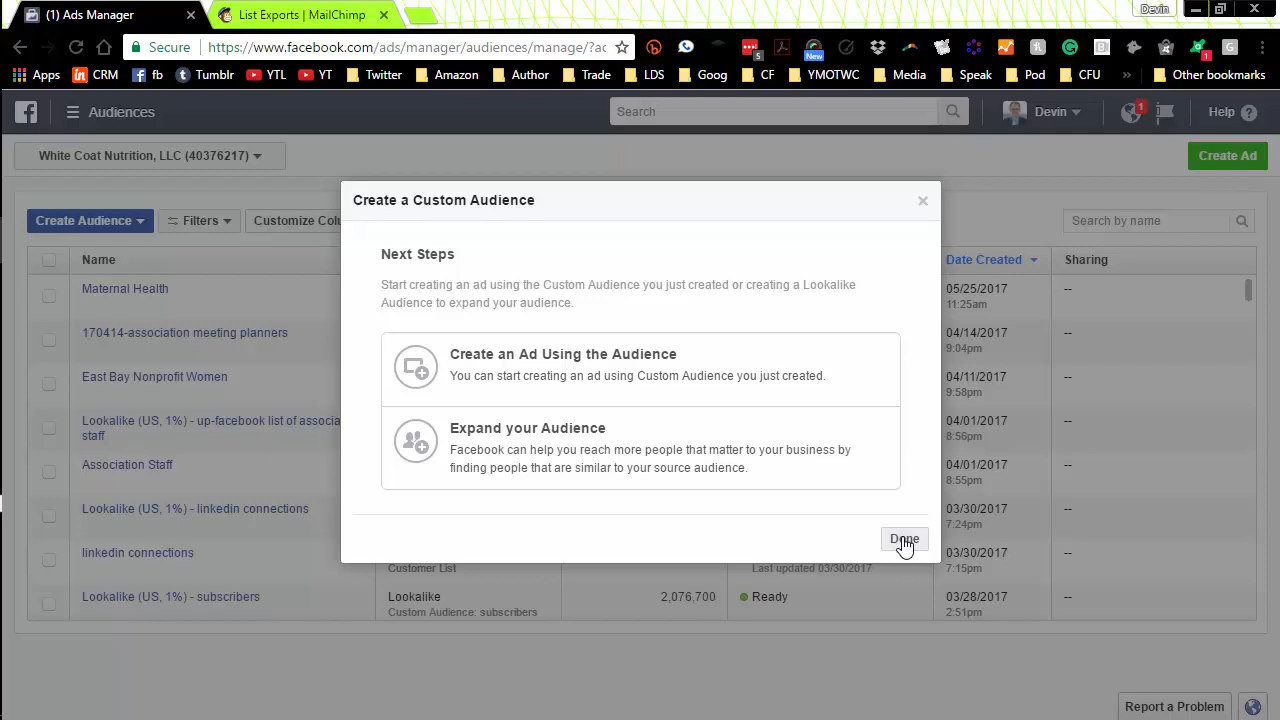 Devin
(1) Ads Manager
List Exports | MailChimp
Secure
https://www.facebook.com/ads/manager/audiences/manage/?ac
5
New
1
G
Apps
CRM
fb
Tumblr
YTL
YT
Twitter
Amazon
Author
Trade
LDS
Goog
CF
YMOTWC
Media
Speak
Pod
CFU
»
Other bookmarks
Audiences
Search
Devin
1
Help
White Coat Nutrition, LLC (40376217)
Create Ad
Create Audience
Filters
Customize Colu
Search by name
Name
Date Created
Sharing
Maternal Health
05/25/2017
11:25am
--
170414-association meeting planners
04/14/2017
9:04pm
--
East Bay Nonprofit Women
04/11/2017
9:58pm
--
Lookalike (US, 1%) - up-facebook list of associa
staff
04/01/2017
8:56pm
--
Association Staff
04/01/2017
8:55pm
--
Lookalike (US, 1%) - linkedin connections
03/30/2017
7:24pm
--
linkedin connections
Customer List
Last updated 03/30/2017
03/30/2017
7:15pm
--
Lookalike (US, 1%) - subscribers
Lookalike
Custom Audience: subscribers
2,076,700
Ready
03/28/2017
2:51pm
--
Create a Custom Audience
Next Steps
Start creating an ad using the Custom Audience you just created or creating a Lookalike
Audience to expand your audience.
Create an Ad Using the Audience
You can start creating an ad using Custom Audience you just created.
Expand your Audience
Facebook can help you reach more people that matter to your business by
finding people that are similar to your source audience.
Done
Report a Problem